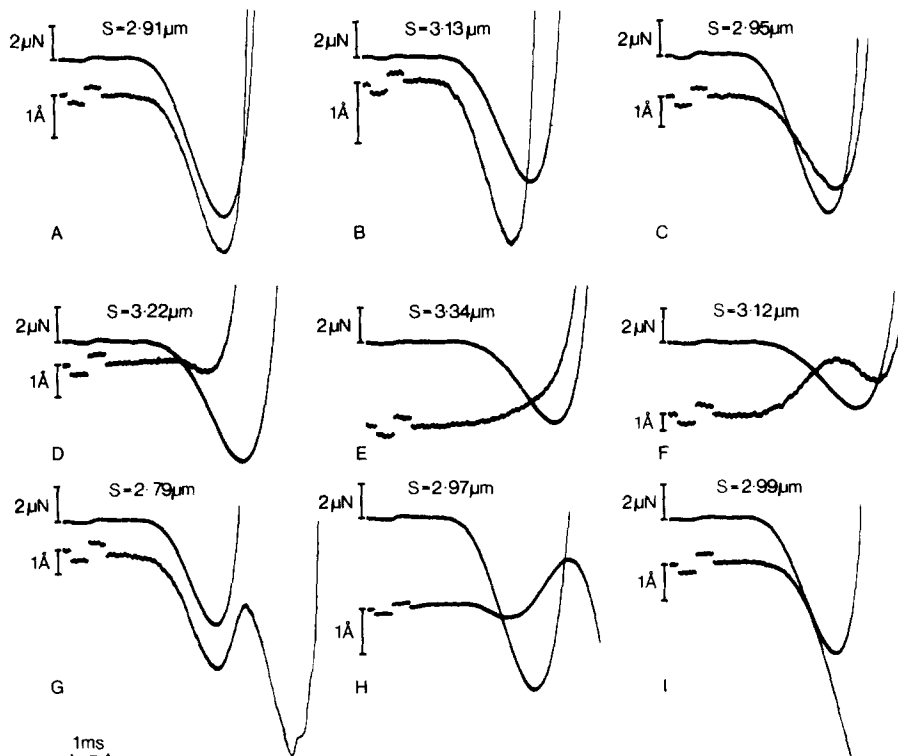 S=2·91μm
2μN
1Å
A
S=3·13μm
2μN
1Å
B
S=2·95μm
2μN
1Å
C
S=3·22μm
2μN
1Å
D
S=3·34μm
2μN
E
S=3·12μm
2μN
1Å
F
S=2·79μm
2μN
1Å
G
S=2·97μm
2μN
1Å
H
S=2·99μm
2μN
1Å
I
1ms